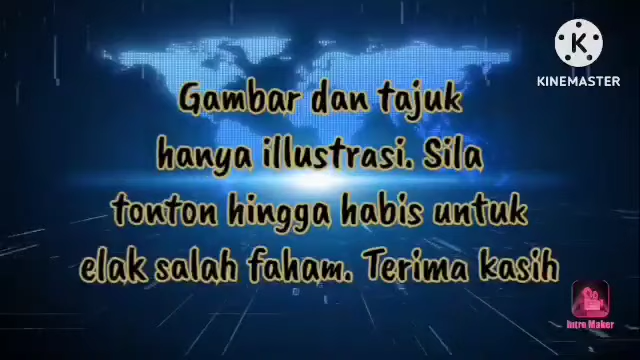 KINEMASTER
Gambar dan tajuk
hanya illustrasi. Sila
tonton hingga habis untuk
elak salah faham. Terima kasih
Intro Maker